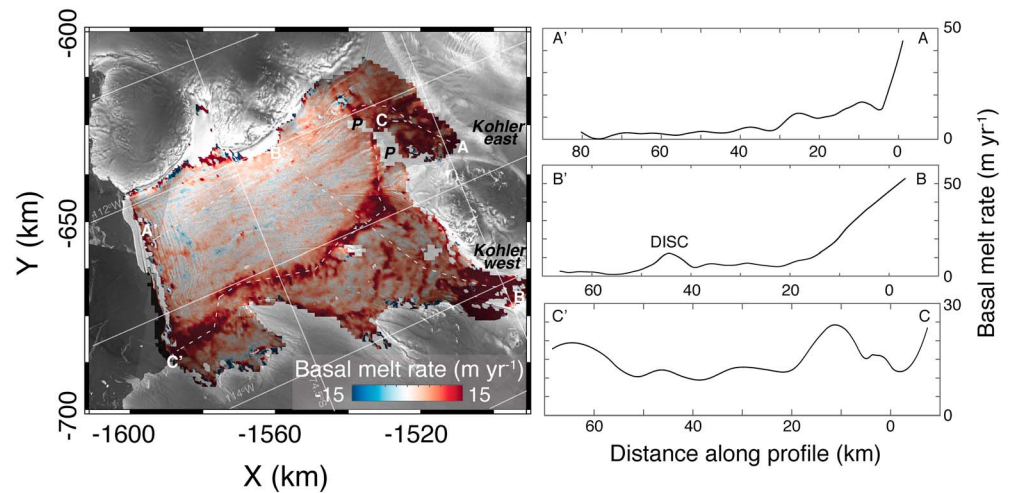 -600
-650
-700
Y (km)
-1600
-1560
-1520
X (km)
P
C
P
Kohler
east
A
B'
112°W
A'
Kohler
west
B
C'
114°W
Basal melt rate (m yr-1)
-15
15
A'
A
50
0
80
60
40
20
0
B'
B
50
DISC
0
60
40
20
0
C'
C
30
0
60
40
20
0
Distance along profile (km)
Basal melt rate (m yr-1)